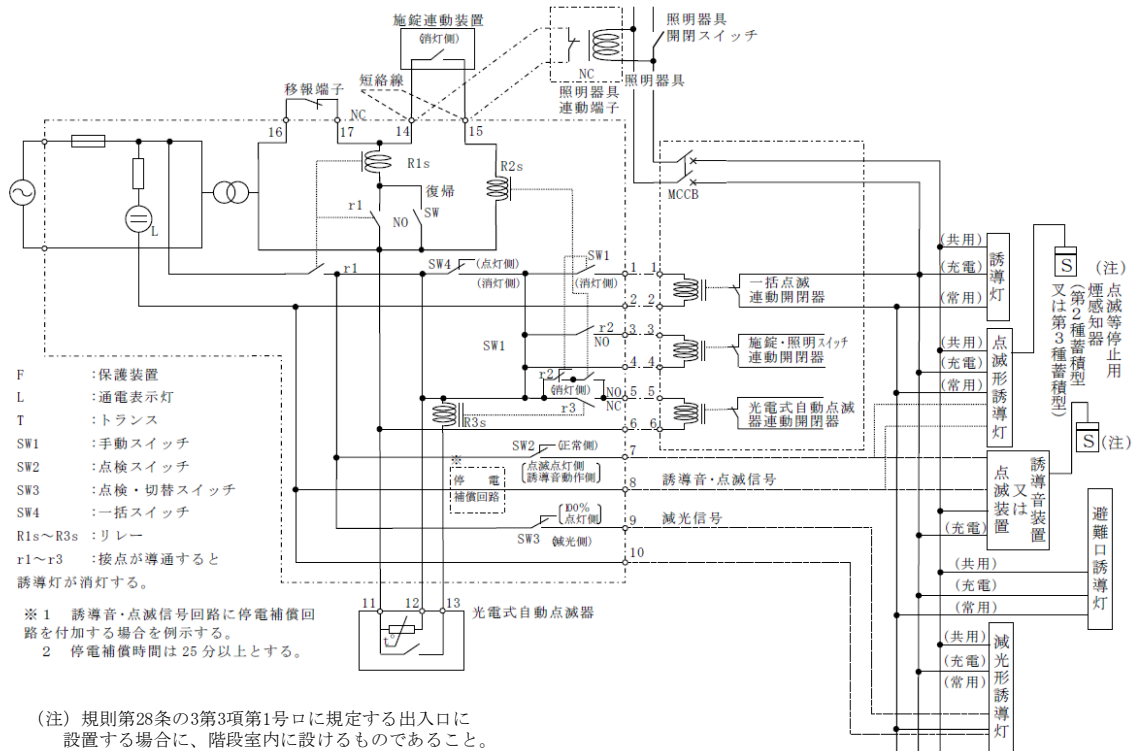 施錠連動装置
(消灯側)
照明器具
開閉スイッチ
短絡線
NC
照明器具
照明器具
連動端子
移報端子
NC
16
17
14
15
R1s
R2s
復帰
r1
NO
SW
MCCB
L
r1
SW4
(点灯側)
(消灯側)
SW1
(消灯側)
1
1
2
2
一括点滅
連動開閉器
r2
NO
3
3
4
4
施錠・照明スイッチ
連動開閉器
SW1
r2
(消灯側)
NO
NC
r3
5
5
6
6
光電式自動点滅
器連動開閉器
R3s
SW2
(正常側)
点滅点灯側
誘導音動作側
7
※
停電
補償回路
8
誘導音・点滅信号
100%
点灯側
SW3
(減光側)
9
減光信号
10
11
12
13
光電式自動点滅器
t°
(共用)
(充電)
(常用)
誘導灯
(共用)
(充電)
(常用)
点滅形誘導灯
S
(注)
点滅等停止用
煙感知器
(第2種蓄積型
又は第3種蓄積型)
S
(注)
誘導音装置
又は
点滅装置
(充電)
(共用)
(充電)
(常用)
避難口誘導灯
(共用)
(充電)
(常用)
減光形誘導灯
F :保護装置
L :通電表示灯
T :トランス
SW1 :手動スイッチ
SW2 :点検スイッチ
SW3 :点検・切替スイッチ
SW4 :一括スイッチ
R1s~R3s :リレー
r1~r3 :接点が導通すると
誘導灯が消灯する。
※1 誘導音・点滅信号回路に停電補償回
路を付加する場合を例示する。
2 停電補償時間は25分以上とする。
(注) 規則第28条の3第3項第1号ロに規定する出入口に
設置する場合に、階段室内に設けるものであること。